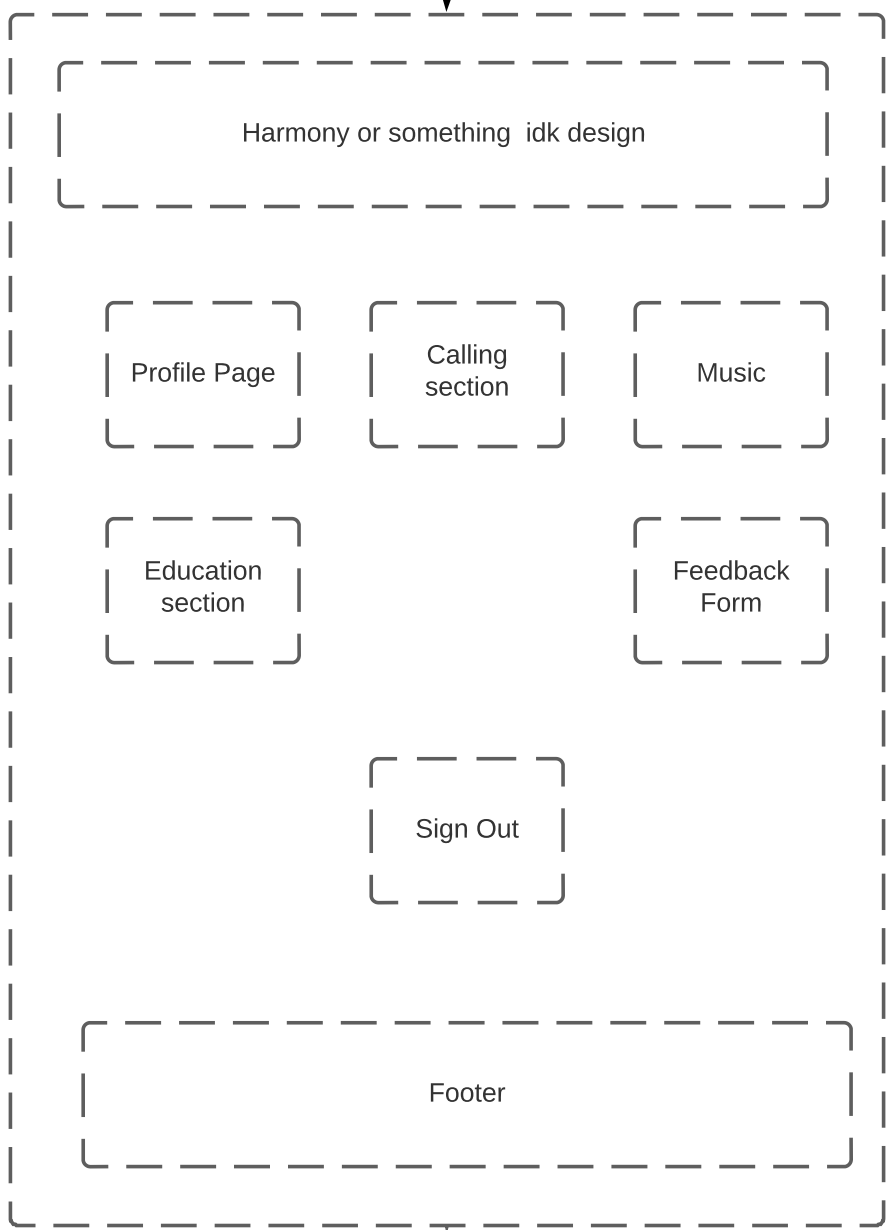 Harmony or something  idk design
Profile Page
Calling
section
Music
Education
section
Feedback
Form
Sign Out
Footer